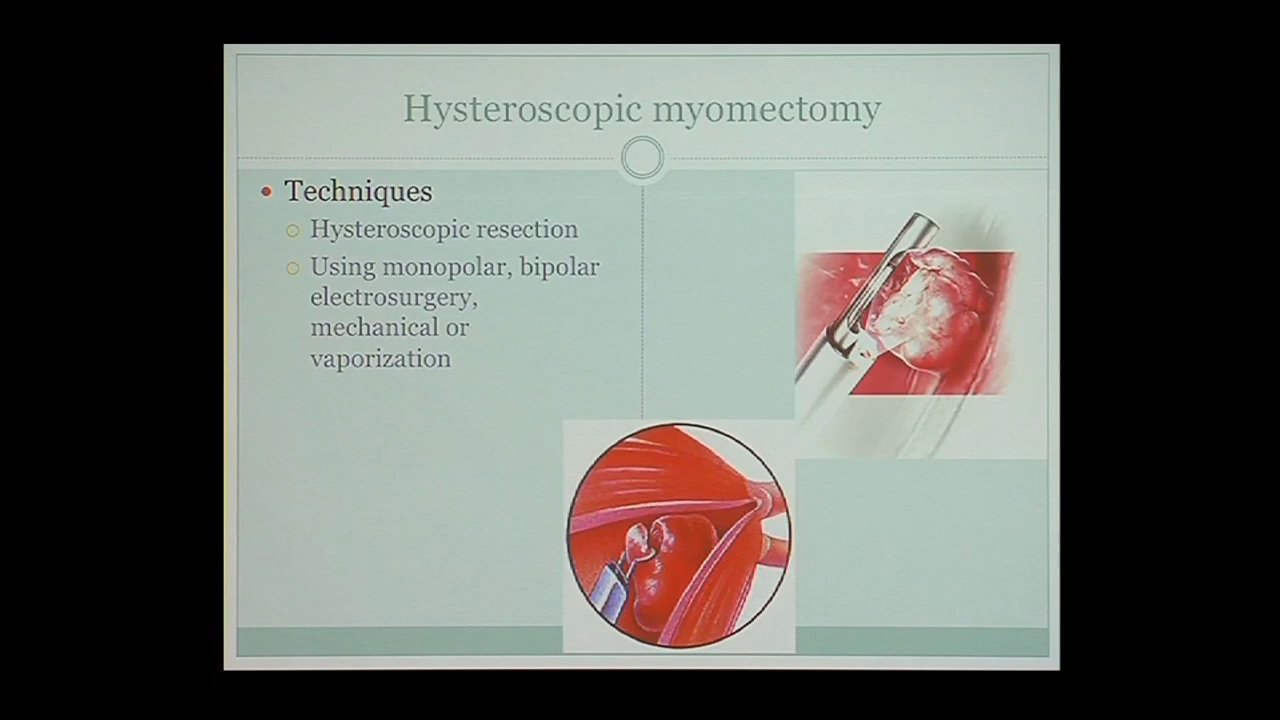 Hysteroscopic myomectomy
Techniques
Hysteroscopic resection
Using monopolar, bipolar
electrosurgery,
mechanical or
vaporization